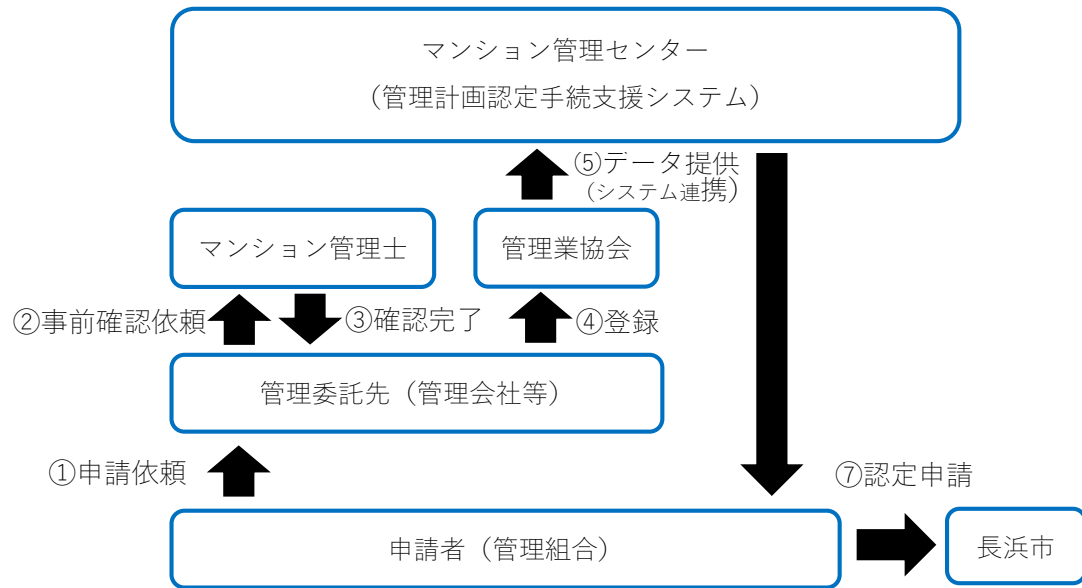 マンション管理センター
（管理計画認定手続支援システム）
⑤データ提供
（システム連携）
マンション管理士
管理業協会
②事前確認依頼
③確認完了
④登録
管理委託先（管理会社等）
①申請依頼
⑦認定申請
申請者（管理組合）
長浜市